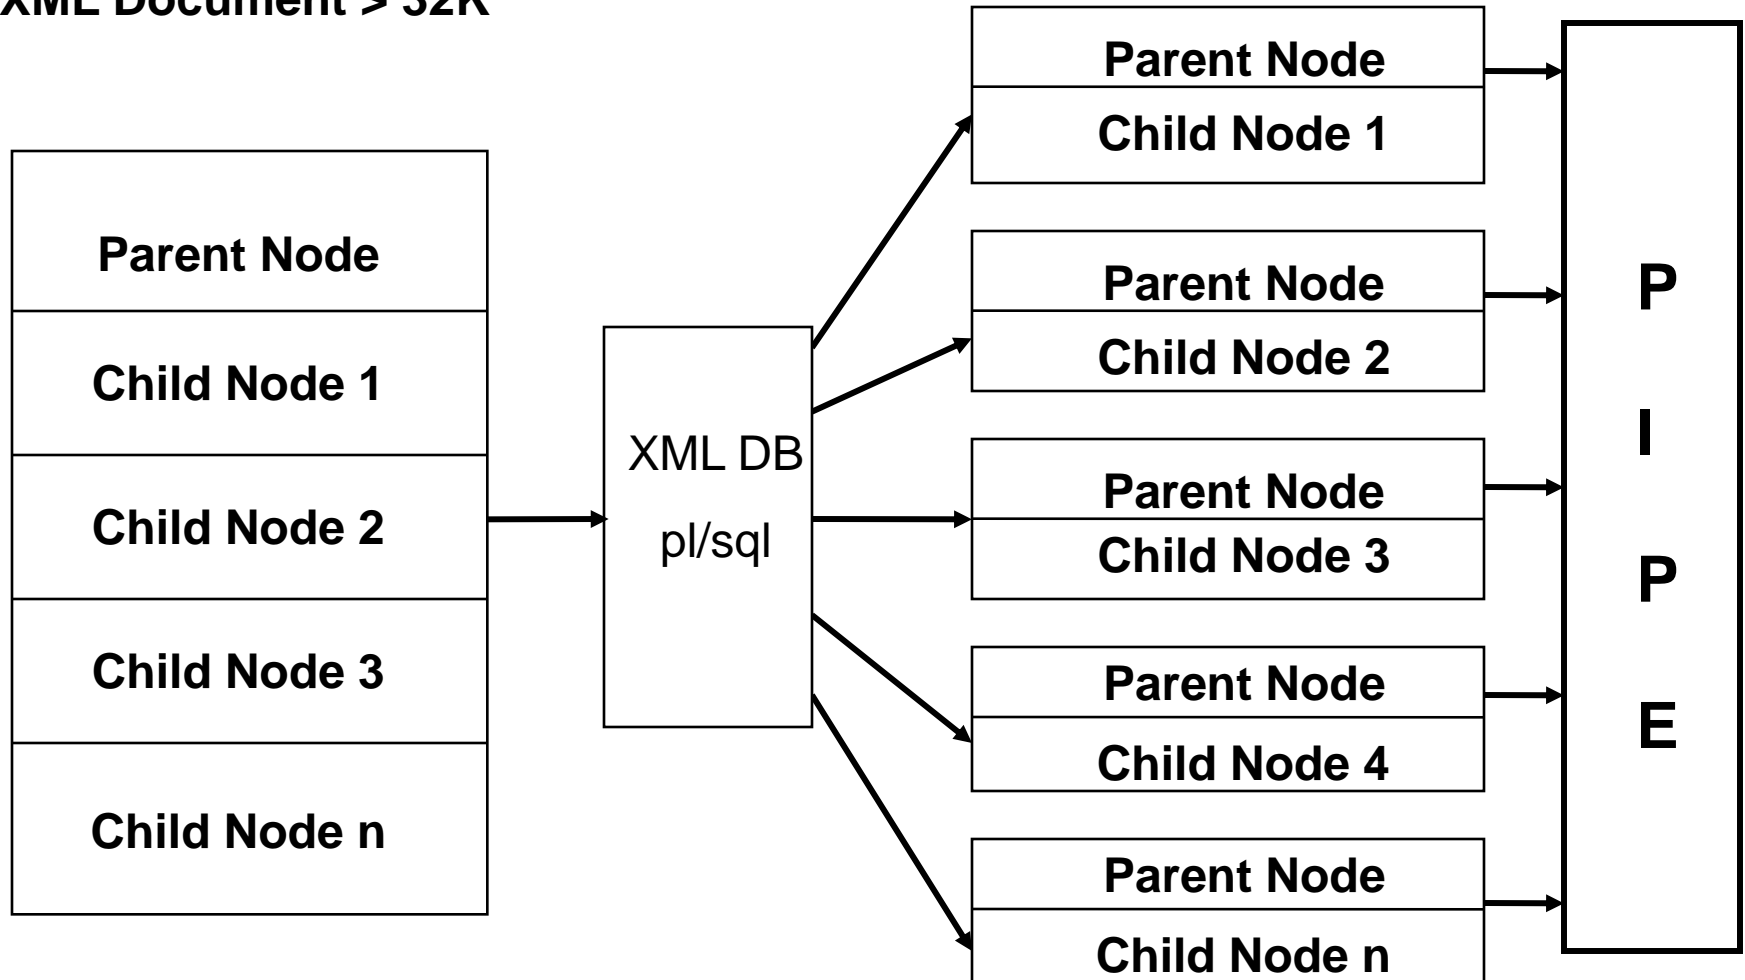 XML Document > 32K
Parent Node
Child Node 1
Child Node 2
Child Node 3
Child Node n
XML DB
pl/sql
Parent Node
Child Node 1
Parent Node
Child Node 2
Parent Node
Child Node 3
Parent Node
Child Node 4
Parent Node
Child Node n
P
I
P
E